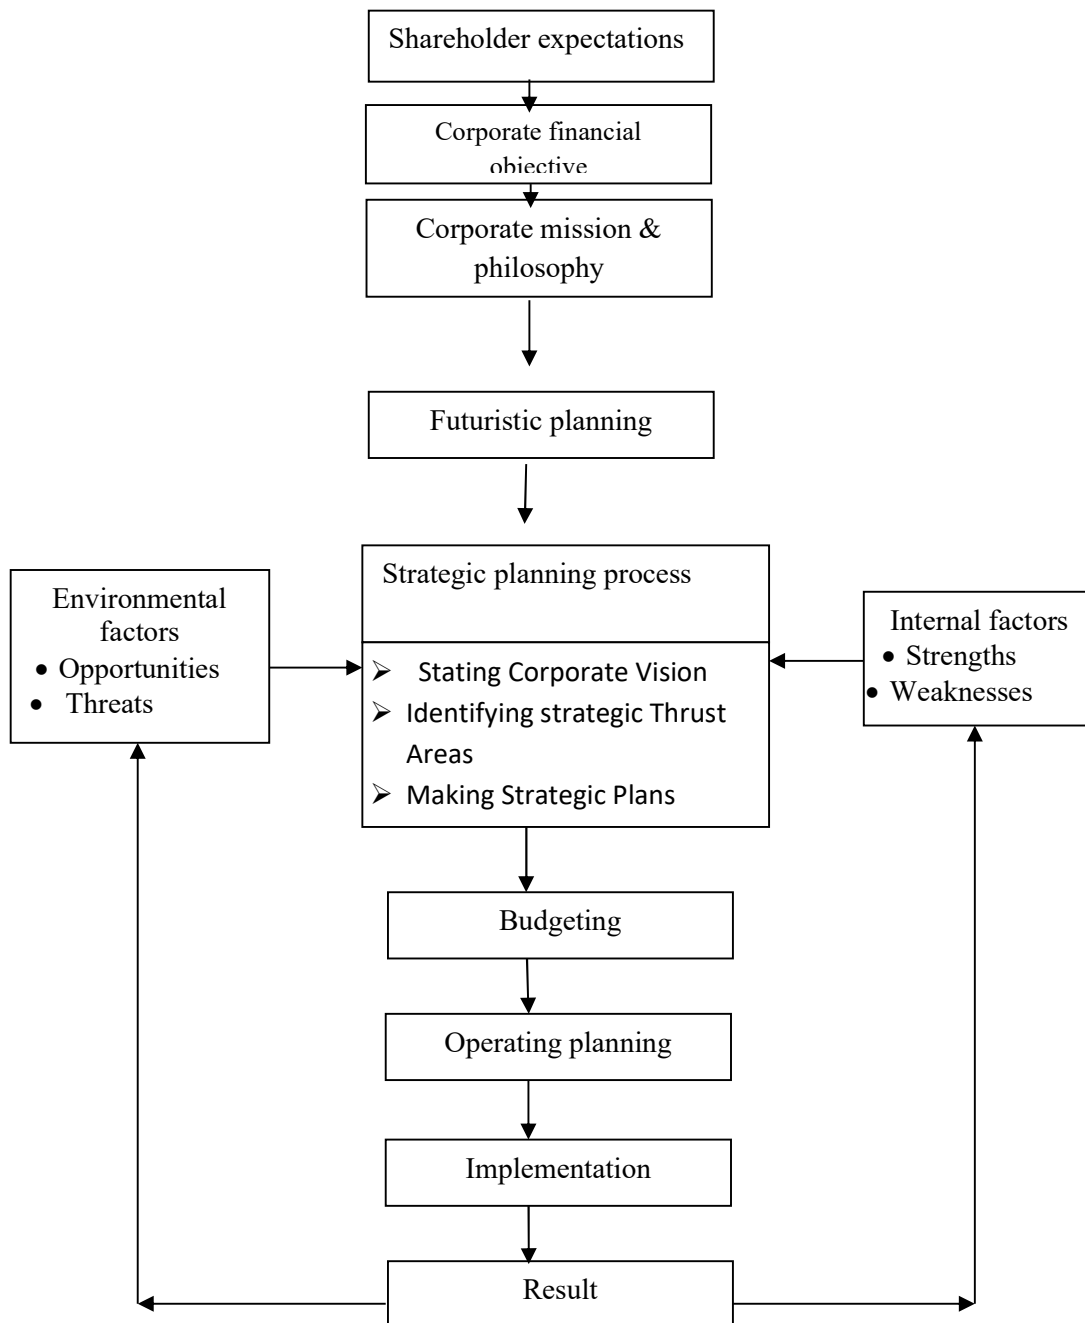 Shareholder expectations
Corporate financial
objective
Corporate mission &
philosophy
Futuristic planning
Strategic planning process
Environmental
factors
• Opportunities
• Threats
➢ Stating Corporate Vision
➢ Identifying strategic Thrust
Areas
➢ Making Strategic Plans
Internal factors
• Strengths
• Weaknesses
Budgeting
Operating planning
Implementation
Result